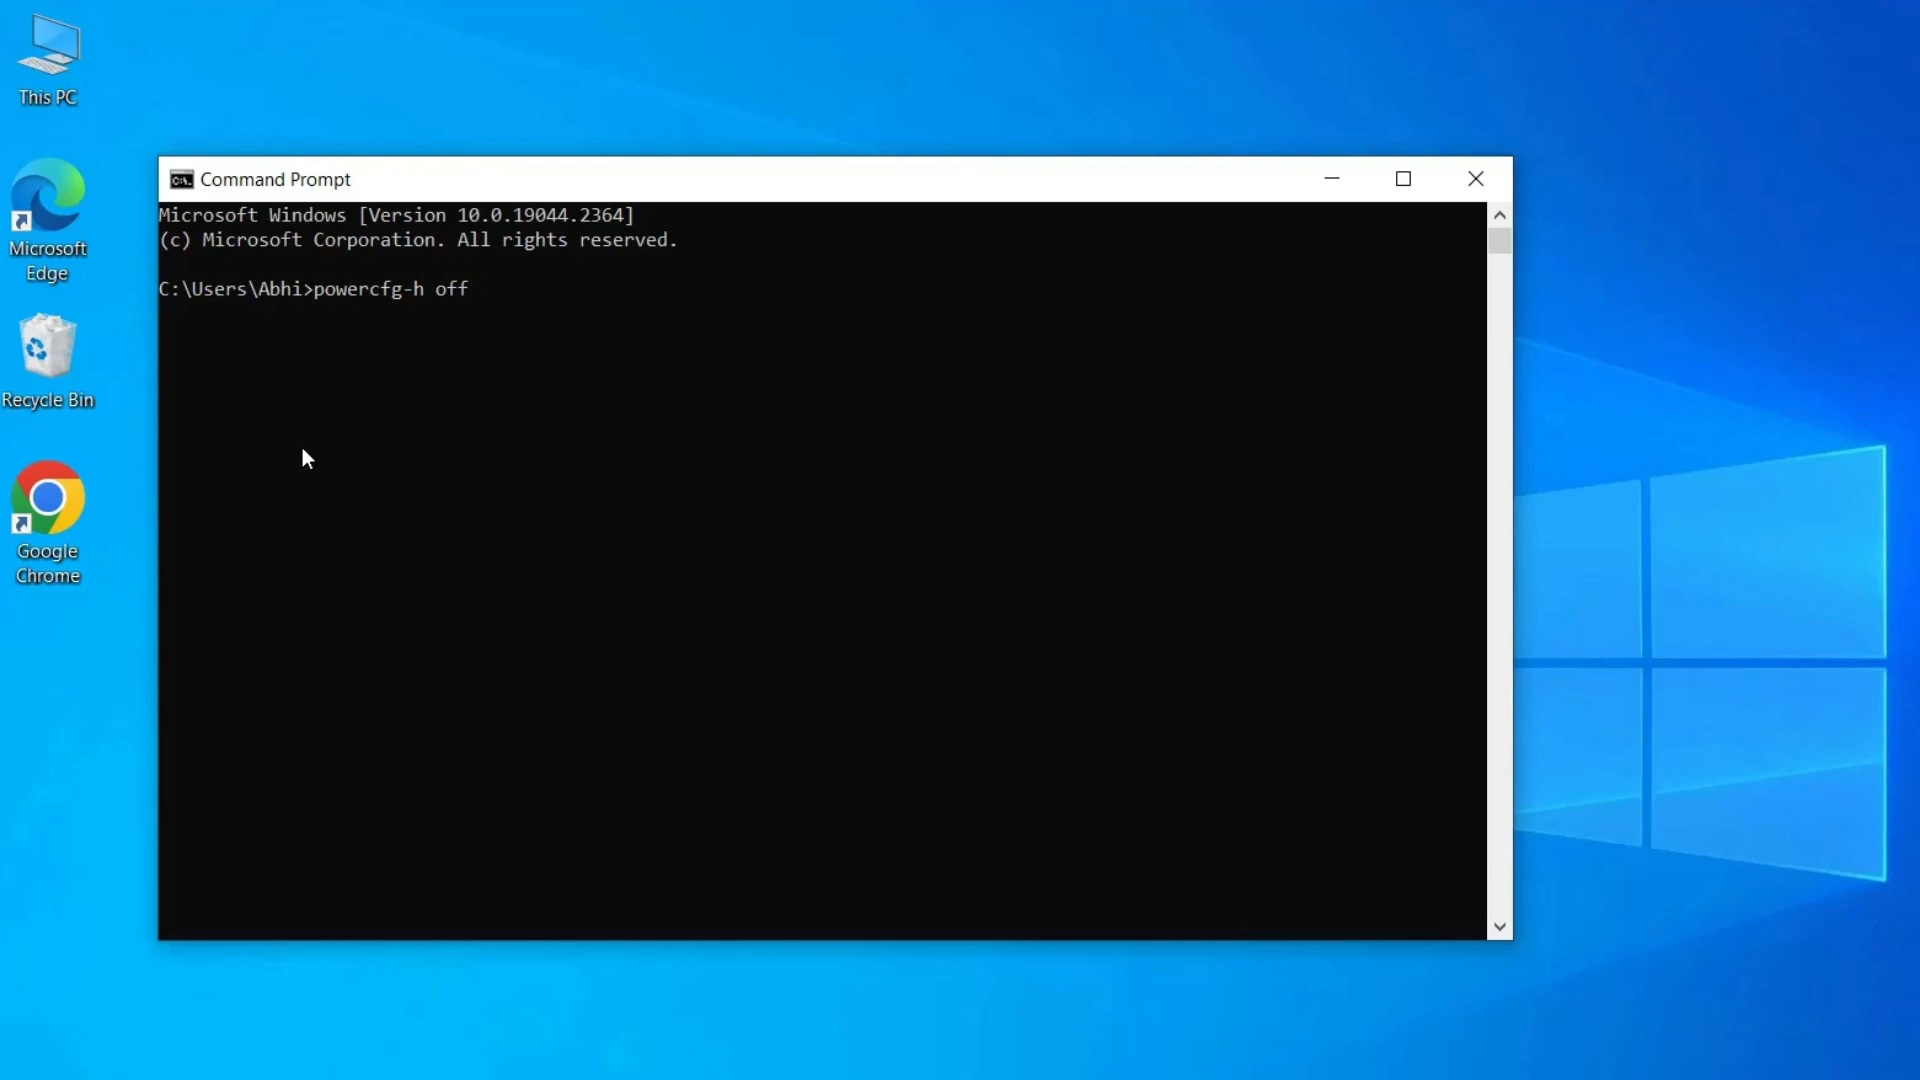 This PC
Microsoft
Edge
Recycle Bin
Google
Chrome
Command Prompt
Microsoft Windows [Version 10.0.19044.2364]
(c) Microsoft Corporation. All rights reserved.
C:\Users\Abhi>powercfg-h off